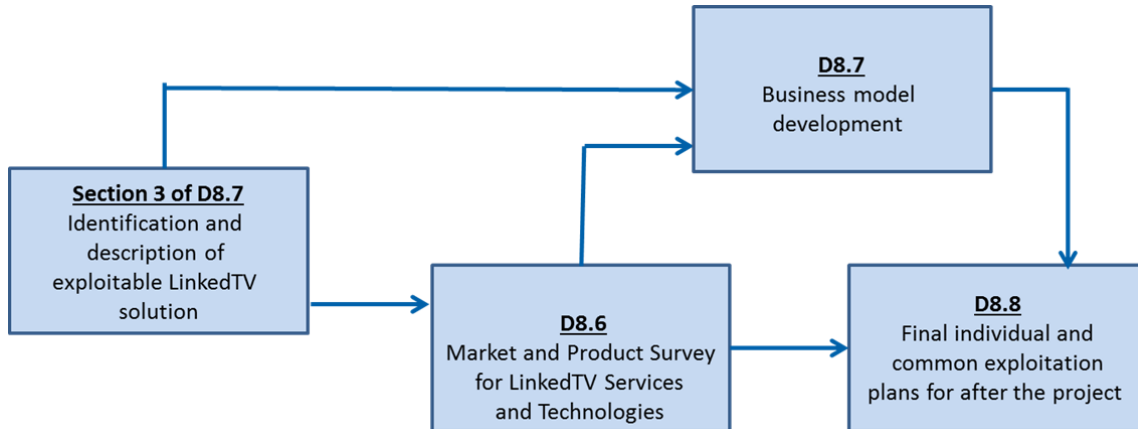 D8.7
Business model
development
Section 3 of D8.7
Identification and
description of
exploitable LinkedTV
solution
D8.6
Market and Product Survey
for LinkedTV Services
and Technologies
D8.8
Final individual and
common exploitation
plans for after the project